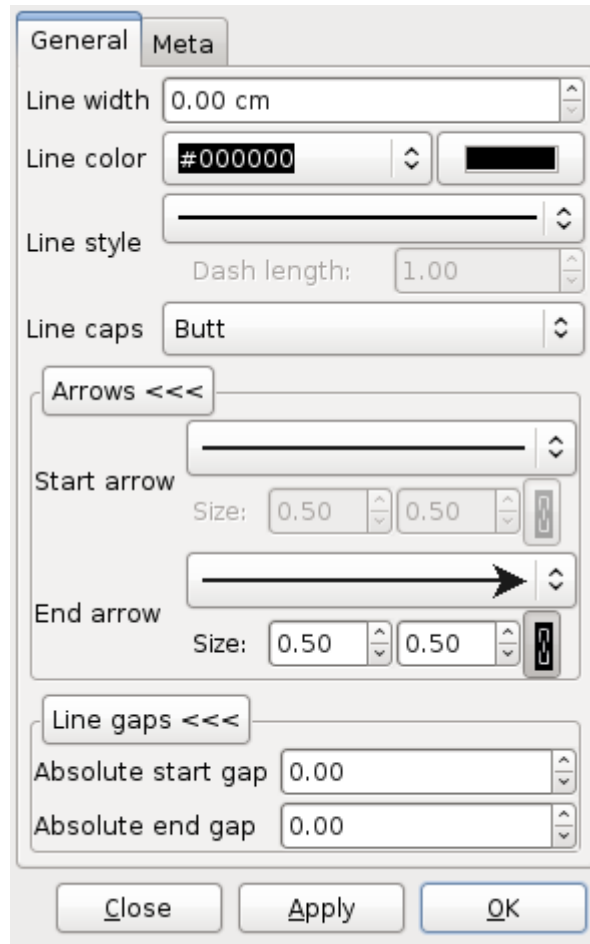 General Meta
Line width 0.00 cm
Line color #000000
Line style
Dash length: 1.00
Line caps Butt
Arrows <<<
Start arrow
Size: 0.50 0.50
End arrow
Size: 0.50 0.50
Line gaps <<<
Absolute start gap 0.00
Absolute end gap 0.00
Close Apply OK